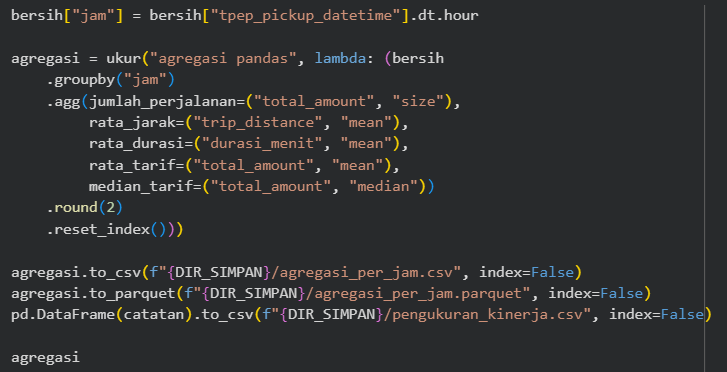 bersih["jam"] = bersih["tpep_pickup_datetime"].dt.hour

agregasi = ukur("agregasi pandas", lambda: (bersih
    .groupby("jam")
    .agg(jumlah_perjalanan=("total_amount", "size"),
         rata_jarak=("trip_distance", "mean"),
         rata_durasi=("durasi_menit", "mean"),
         rata_tarif=("total_amount", "mean"),
         median_tarif=("total_amount", "median"))
    .round(2)
    .reset_index()))

agregasi.to_csv(f"{DIR_SIMPAN}/agregasi_per_jam.csv", index=False)
agregasi.to_parquet(f"{DIR_SIMPAN}/agregasi_per_jam.parquet", index=False)
pd.DataFrame(catatan).to_csv(f"{DIR_SIMPAN}/pengukuran_kinerja.csv", index=False)

agregasi